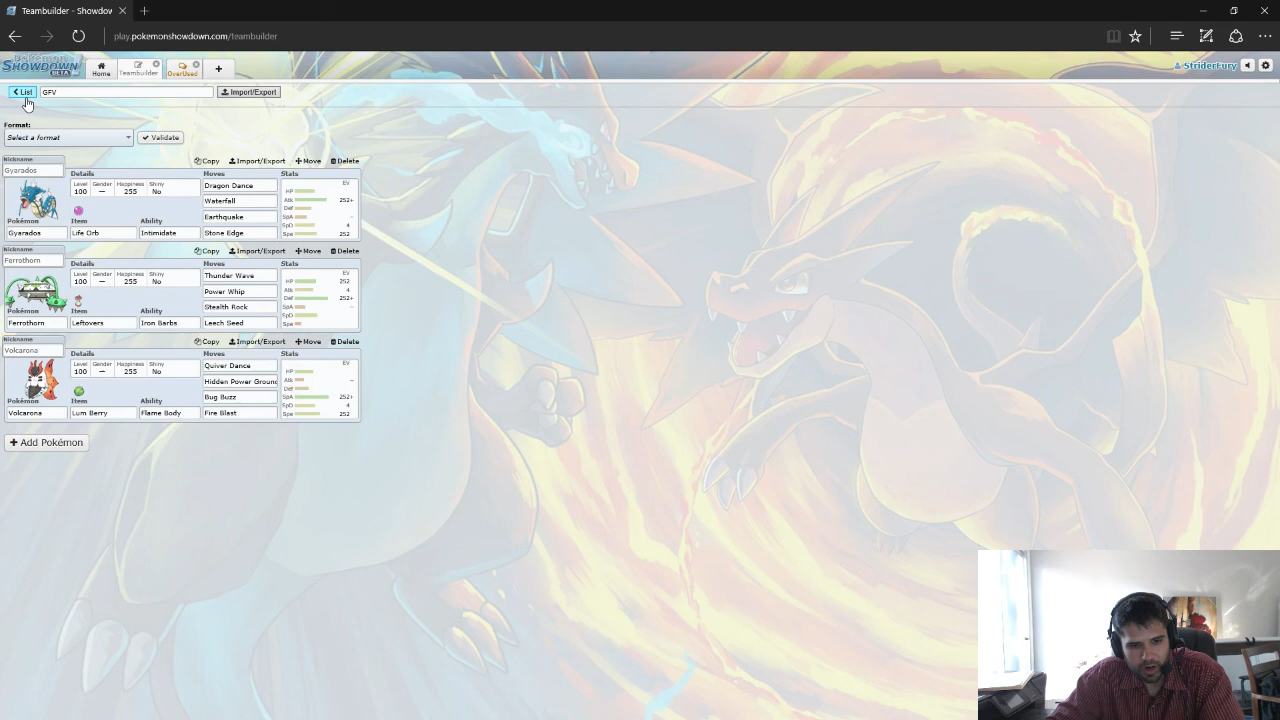 Teambuilder - Showdow
play.pokemonshowdown.com/teambuilder
Pokémon
SHOWDOWN
BETA
Home
Teambuilder
OverUsed
StriderFury
List
GFV
Import/Export
Format:
Select a format
Validate
Nickname
Copy Import/Export Move Delete
Gyarados
Details Moves Stats
Level Gender Happiness Shiny
100 — 255 No
Dragon Dance
EV
HP
Waterfall
Atk 252+
Def
Earthquake
SpA --
Pokémon Item Ability
SpD 4
Gyarados Life Orb Intimidate Stone Edge
Spe 252
Nickname
Copy Import/Export Move Delete
Ferrothorn
Details Moves Stats
Level Gender Happiness Shiny
100 — 255 No
Thunder Wave
EV
HP 252
Power Whip
Atk 4
Def 252+
Stealth Rock
SpA --
Pokémon Item Ability
SpD
Ferrothorn Leftovers Iron Barbs Leech Seed
Spe
Nickname
Copy Import/Export Move Delete
Volcarona
Details Moves Stats
Level Gender Happiness Shiny
100 — 255 No
Quiver Dance
EV
HP
Hidden Power Ground
Atk --
Def
Bug Buzz
SpA 252+
Pokémon Item Ability
SpD 4
Volcarona Lum Berry Flame Body Fire Blast
Spe 252
Add Pokémon